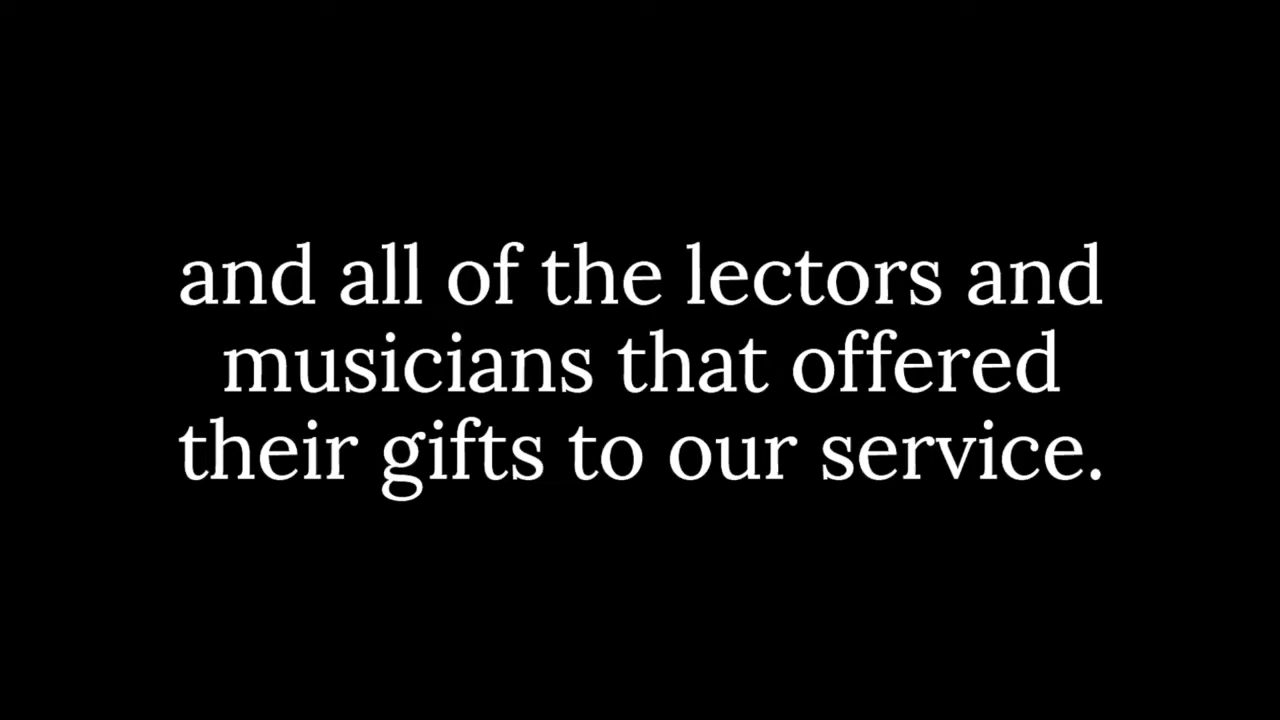 and all of the lectors and
musicians that offered
their gifts to our service.